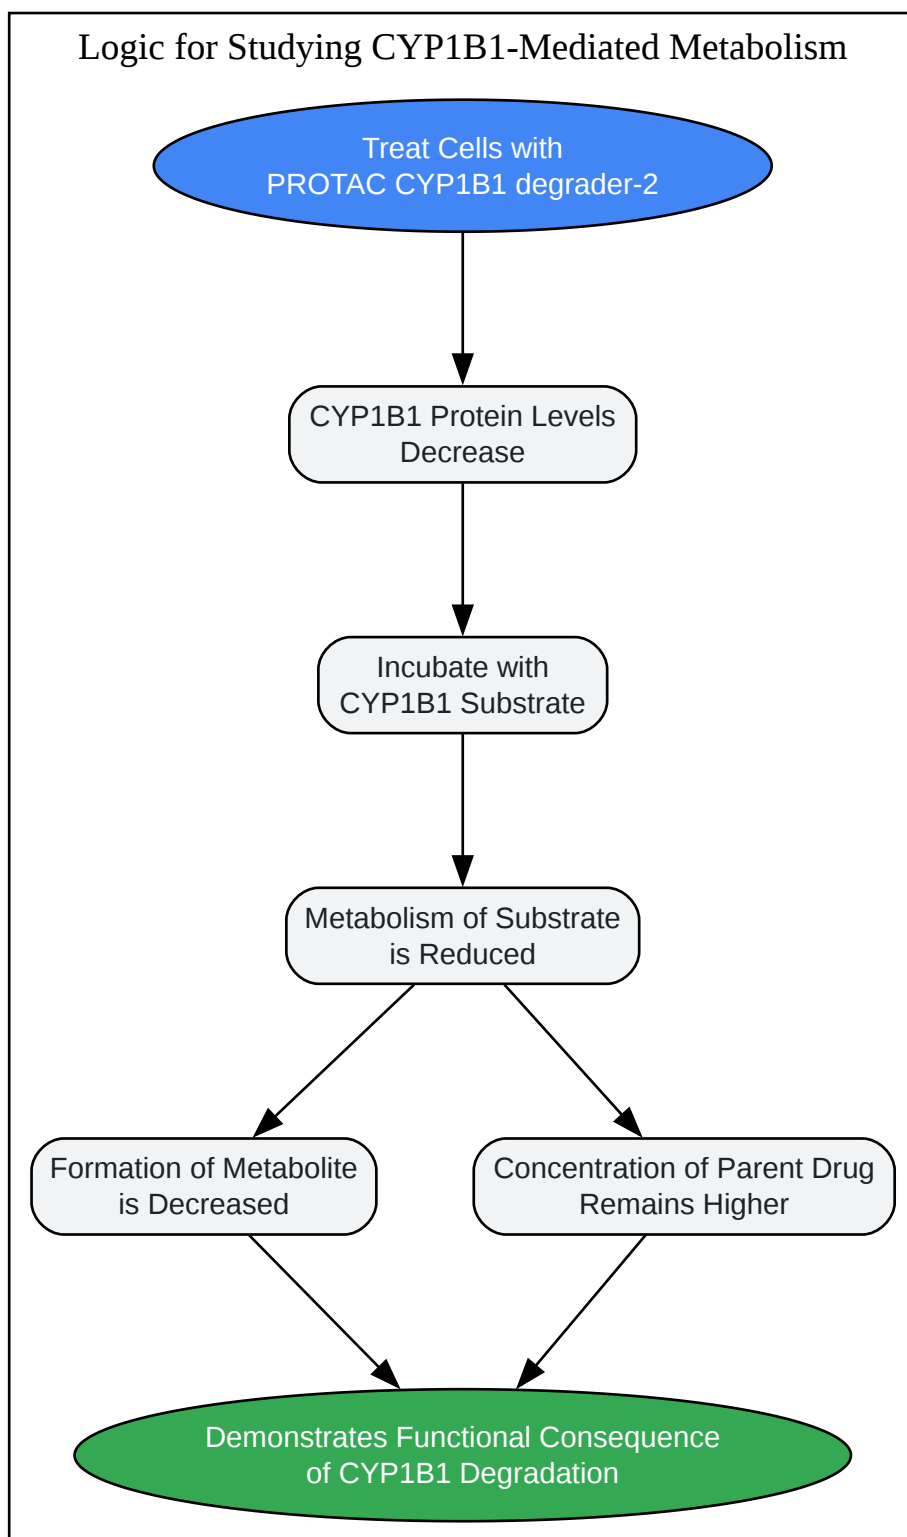 Logic for Studying CYP1B1-Mediated Metabolism
Treat Cells with
PROTAC CYP1B1 degrader-2
CYP1B1 Protein Levels
Decrease
Incubate with
CYP1B1 Substrate
Metabolism of Substrate
is Reduced
Formation of Metabolite
is Decreased
Concentration of Parent Drug
Remains Higher
Demonstrates Functional Consequence
of CYP1B1 Degradation